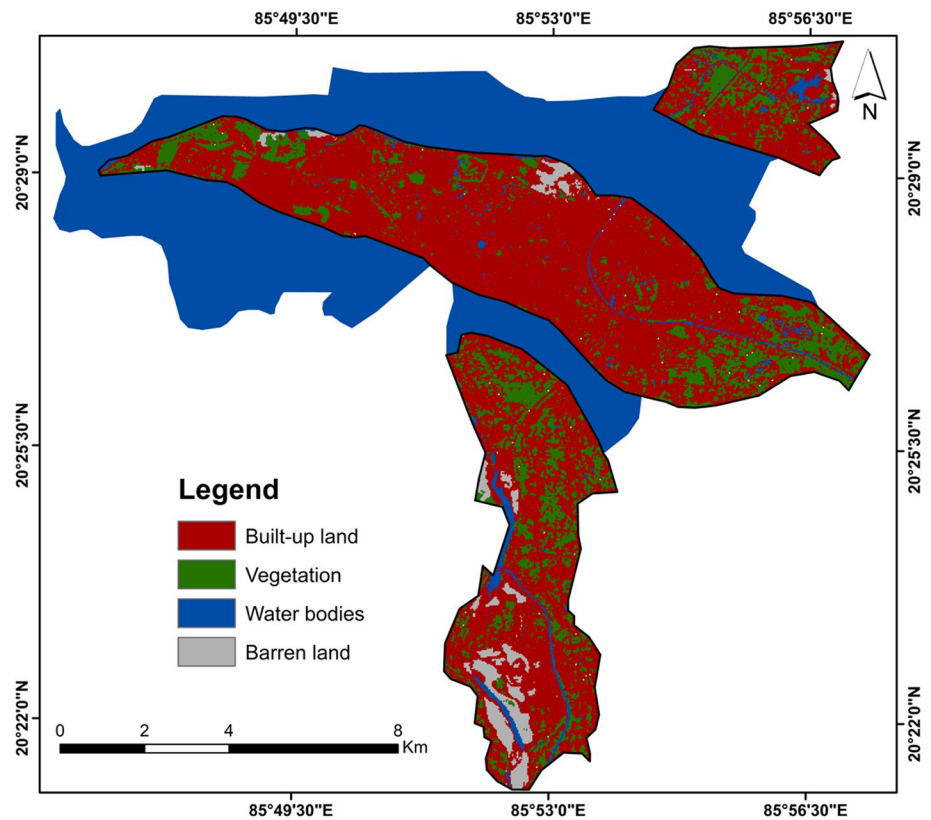 85°49'30"E 85°53'0"E 85°56'30"E
N
20°29'0"N 20°29'0"N
20°25'30"N 20°25'30"N
Legend
Built-up land
Vegetation
Water bodies
Barren land
20°22'0"N 20°22'0"N
0 2 4 8
Km
85°49'30"E 85°53'0"E 85°56'30"E